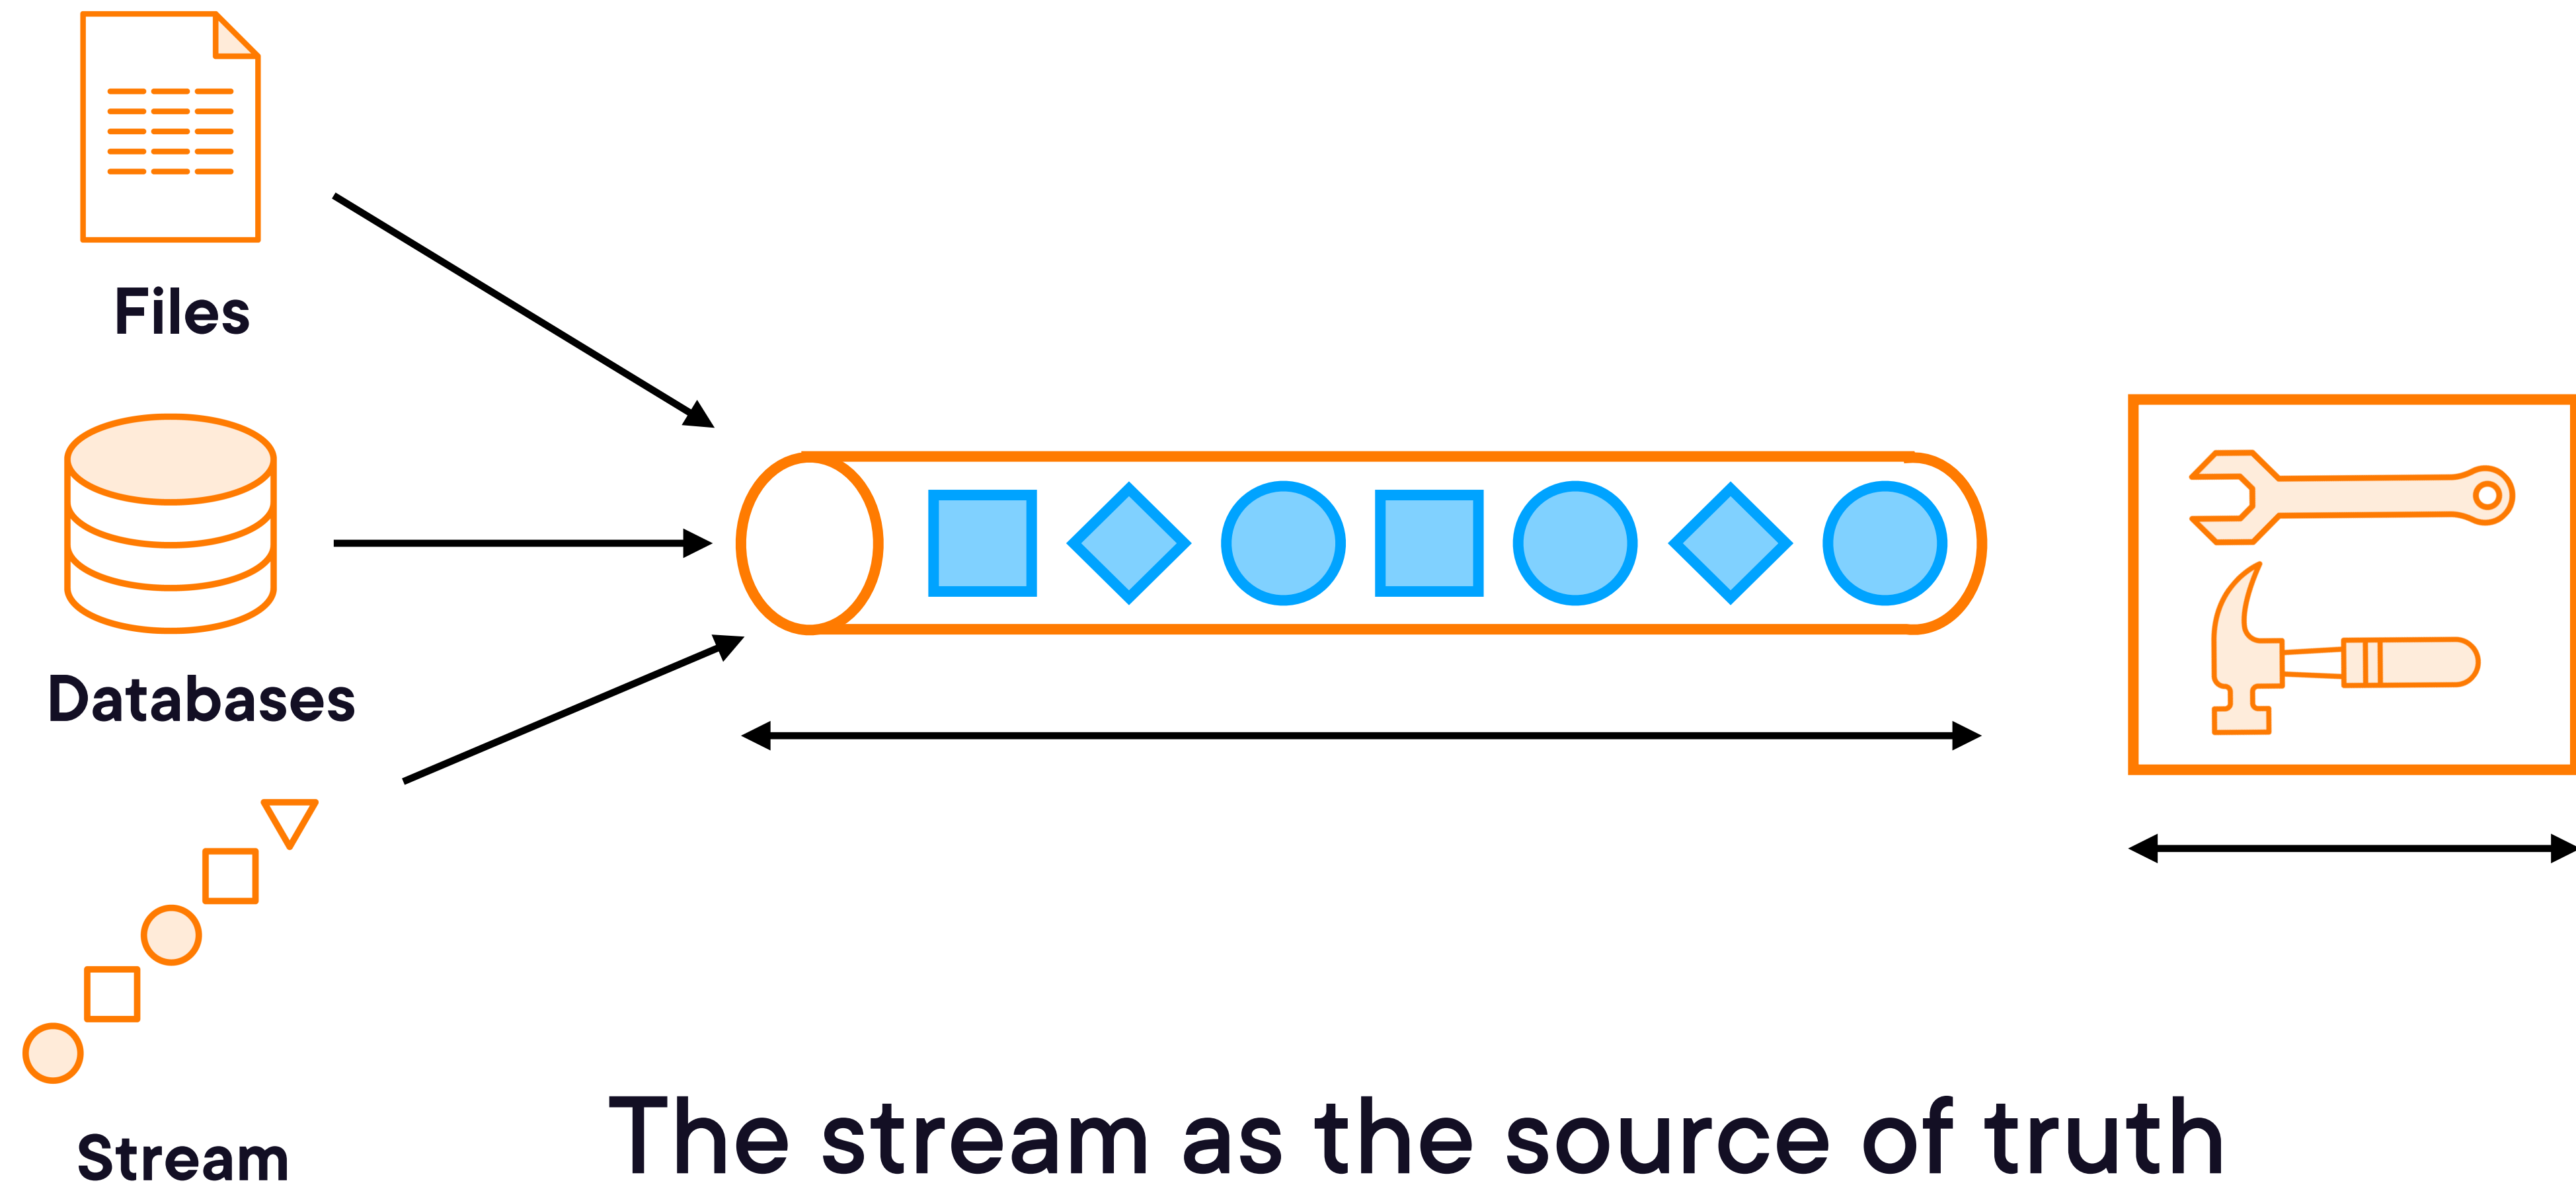 Files
Databases
Stream
The stream as the source of truth